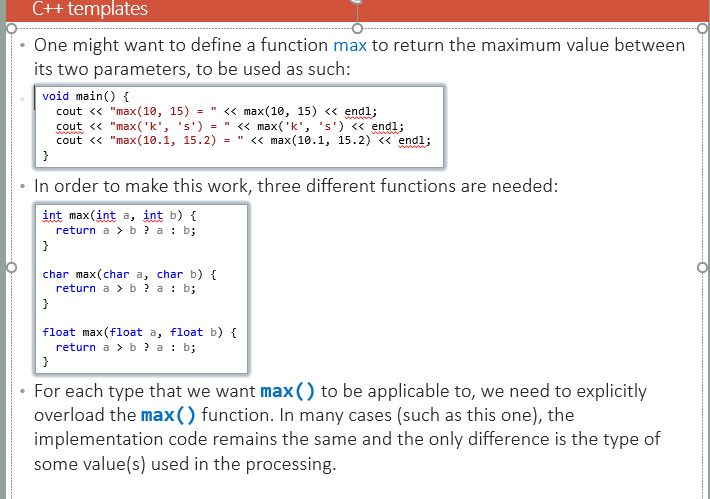 C++ templates
• One might want to define a function max to return the maximum value between
its two parameters, to be used as such:
void main() {
cout << "max(10, 15) = " << max(10, 15) << endl;
cout << "max('k', 's') = " << max('k', 's') << endl;
cout << "max(10.1, 15.2) = " << max(10.1, 15.2) << endl;
}
• In order to make this work, three different functions are needed:
int max(int a, int b) {
return a > b ? a : b;
}
char max(char a, char b) {
return a > b ? a : b;
}
float max(float a, float b) {
return a > b ? a : b;
}
• For each type that we want max() to be applicable to, we need to explicitly
overload the max() function. In many cases (such as this one), the
implementation code remains the same and the only difference is the type of
some value(s) used in the processing.